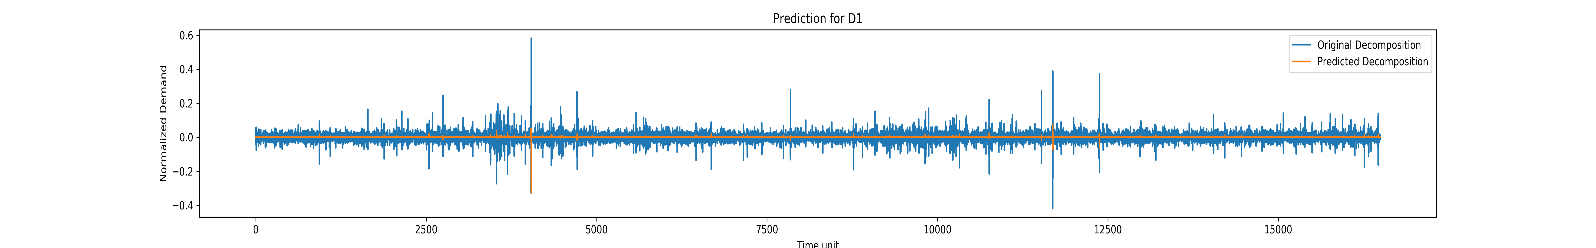 Prediction for D1
Original Decomposition
Predicted Decomposition
Normalized Demand
0.6
0.4
0.2
0.0
−0.2
−0.4
0 2500 5000 7500 10000 12500 15000
Time unit